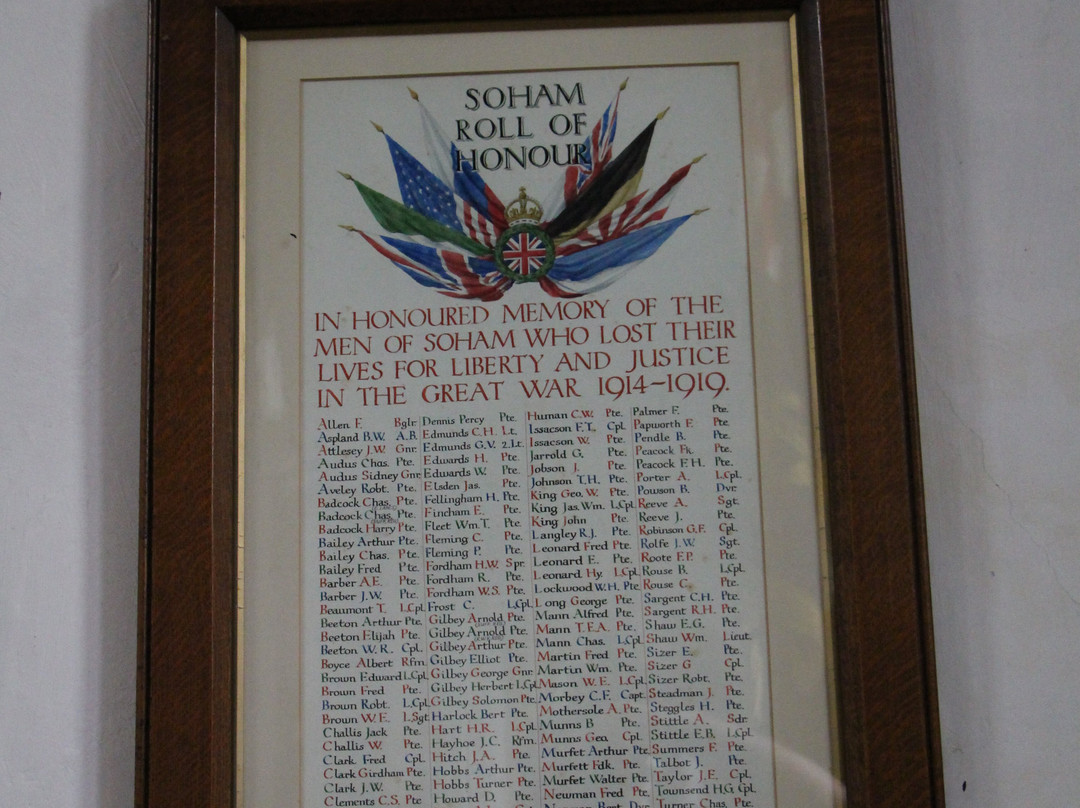 SOHAM
ROLL OF
HONOUR
IN HONOURED MEMORY OF THE
MEN OF SOHAM WHO LOST THEIR
LIVES FOR LIBERTY AND JUSTICE
IN THE GREAT WAR 1914–1919.
Allen F. Bglr.
Aspland B.W. A.B.
Attlesey J.W. Gnr.
Audus Chas. Pte.
Audus Sidney Gnr.
Aveley Robt. Pte.
Badcock Chas. Pte.
Badcock Chas. Pte.
Badcock Harry Pte.
Bailey Arthur Pte.
Bailey Chas. Pte.
Bailey Fred Pte.
Barber A.E. Pte.
Barber J.W. Pte.
Beaumont T. L.Cpl.
Beeton Arthur Pte.
Beeton Elijah Pte.
Beeton W.R. Cpl.
Boyce Albert Rfm.
Brown Edward L.Cpl.
Brown Fred Pte.
Brown Robt. L.Cpl.
Brown W.E. L.Sgt.
Challis Jack Pte.
Challis W. Pte.
Clark Fred Cpl.
Clark Girdham Pte.
Clark J.W. Pte.
Clements C.S. Pte.
Dennis Percy Pte.
Edmunds C.H. Lt.
Edmunds G.V. 2.Lt.
Edwards H. Pte.
Edwards W. Pte.
Elsden Jas. Pte.
Fellingham H. Pte.
Fincham E. Pte.
Fleet Wm. T. Pte.
Fleming C. Pte.
Fleming P. Pte.
Fordham H.W. Spr.
Fordham R. Pte.
Fordham W.S. Pte.
Frost C. L.Cpl.
Gilbey Arnold Pte.
Gilbey Arnold Pte.
Gilbey Arthur Pte.
Gilbey Elliot Pte.
Gilbey George Gnr.
Gilbey Herbert L.Cpl.
Gilbey Solomon Pte.
Harlock Bert Pte.
Hart H.R. L.Cpl.
Hayhoe J.C. Rfm.
Hitch J.A. Pte.
Hobbs Arthur Pte.
Hobbs Turner Pte.
Howard D. Pte.
Human C.W. Pte.
Isaacson F.T. Cpl.
Isaacson W. Pte.
Jarrold G. Pte.
Jobson J. Pte.
Johnson T.H. Pte.
King Geo. W. Pte.
King Jas. Wm. L.Cpl.
King John Pte.
Langley R.J. Pte.
Leonard Fred Pte.
Leonard E. Pte.
Leonard Hy. L.Cpl.
Lockwood W.H. Pte.
Long George Pte.
Mann Alfred Pte.
Mann T.E.A. Pte.
Mann Chas. L.Cpl.
Martin Fred Pte.
Martin Wm. Pte.
Mason W.E. L.Cpl.
Morbey C.F. Capt.
Mothersole A. Pte.
Munns B Pte.
Munns Geo. Cpl.
Murfet Arthur Pte.
Murfett Fdk. Pte.
Murfet Walter Pte.
Newman Fred Pte.
Newman Bert Dvr.
Palmer F. Pte.
Papworth F. Pte.
Pendle B. Pte.
Peacock Fk. Pte.
Peacock F.H. Pte.
Porter A. L.Cpl.
Powson B. Dvr.
Reeve A. Sgt.
Reeve J. Pte.
Robinson G.F. Cpl.
Rolfe J.W. Sgt.
Roote F.P. Pte.
Rouse B. L.Cpl.
Rouse C. Pte.
Sargent C.H. Pte.
Sargent R.H. Pte.
Shaw E.G. Pte.
Shaw Wm. Lieut.
Sizer E. Pte.
Sizer G Cpl.
Sizer Robt. Pte.
Steadman J. Pte.
Steggles H. Pte.
Stittle A. Sdr.
Stittle E.B. L.Cpl.
Summers F. Pte.
Talbot J. Pte.
Taylor J.E. Cpl.
Townsend H.G. Cpl.
Turner Chas. Pte.